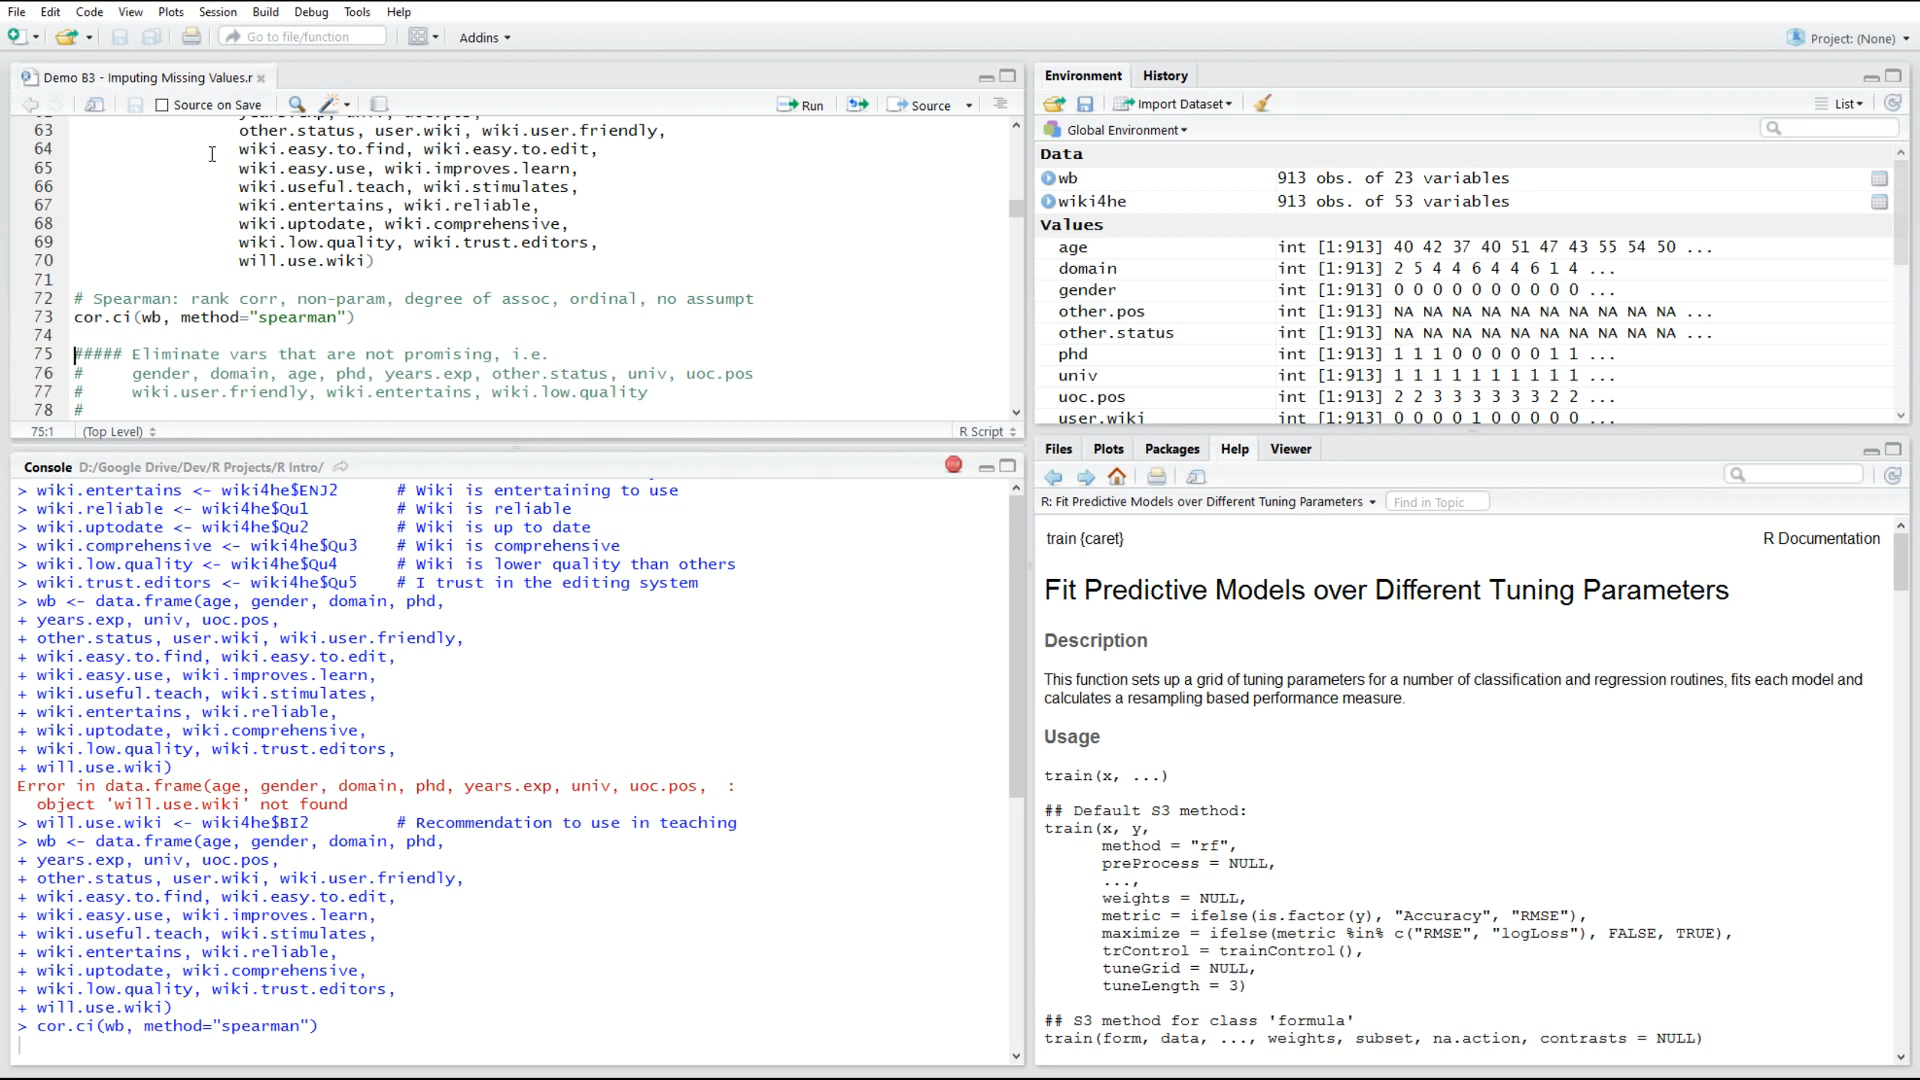 File Edit Code View Plots Session Build Debug Tools Help
Go to file/function Addins Project: (None)
Demo B3 - Imputing Missing Values.r
Source on Save Run Source
63 other.status, user.wiki, wiki.user.friendly,
64 wiki.easy.to.find, wiki.easy.to.edit,
65 wiki.easy.use, wiki.improves.learn,
66 wiki.useful.teach, wiki.stimulates,
67 wiki.entertains, wiki.reliable,
68 wiki.uptodate, wiki.comprehensive,
69 wiki.low.quality, wiki.trust.editors,
70 will.use.wiki)
71
72 # Spearman: rank corr, non-param, degree of assoc, ordinal, no assumpt
73 cor.ci(wb, method="spearman")
74
75 ##### Eliminate vars that are not promising, i.e.
76 # gender, domain, age, phd, years.exp, other.status, univ, uoc.pos
77 # wiki.user.friendly, wiki.entertains, wiki.low.quality
78 #
75:1 (Top Level) R Script
Console D:/Google Drive/Dev/R Projects/R Intro/
> wiki.entertains <- wiki4he$ENJ2 # Wiki is entertaining to use
> wiki.reliable <- wiki4he$Qu1 # Wiki is reliable
> wiki.uptodate <- wiki4he$Qu2 # Wiki is up to date
> wiki.comprehensive <- wiki4he$Qu3 # Wiki is comprehensive
> wiki.low.quality <- wiki4he$Qu4 # Wiki is lower quality than others
> wiki.trust.editors <- wiki4he$Qu5 # I trust in the editing system
> wb <- data.frame(age, gender, domain, phd,
+ years.exp, univ, uoc.pos,
+ other.status, user.wiki, wiki.user.friendly,
+ wiki.easy.to.find, wiki.easy.to.edit,
+ wiki.easy.use, wiki.improves.learn,
+ wiki.useful.teach, wiki.stimulates,
+ wiki.entertains, wiki.reliable,
+ wiki.uptodate, wiki.comprehensive,
+ wiki.low.quality, wiki.trust.editors,
+ will.use.wiki)
Error in data.frame(age, gender, domain, phd, years.exp, univ, uoc.pos, :
object 'will.use.wiki' not found
> will.use.wiki <- wiki4he$BI2 # Recommendation to use in teaching
> wb <- data.frame(age, gender, domain, phd,
+ years.exp, univ, uoc.pos,
+ other.status, user.wiki, wiki.user.friendly,
+ wiki.easy.to.find, wiki.easy.to.edit,
+ wiki.easy.use, wiki.improves.learn,
+ wiki.useful.teach, wiki.stimulates,
+ wiki.entertains, wiki.reliable,
+ wiki.uptodate, wiki.comprehensive,
+ wiki.low.quality, wiki.trust.editors,
+ will.use.wiki)
> cor.ci(wb, method="spearman")
Environment History
Import Dataset List
Global Environment
Data
wb 913 obs. of 23 variables
wiki4he 913 obs. of 53 variables
Values
age int [1:913] 40 42 37 40 51 47 43 55 54 50 ...
domain int [1:913] 2 5 4 4 6 4 4 6 1 4 ...
gender int [1:913] 0 0 0 0 0 0 0 0 0 0 ...
other.pos int [1:913] NA NA NA NA NA NA NA NA NA NA ...
other.status int [1:913] NA NA NA NA NA NA NA NA NA NA ...
phd int [1:913] 1 1 1 0 0 0 0 0 1 1 ...
univ int [1:913] 1 1 1 1 1 1 1 1 1 1 ...
uoc.pos int [1:913] 2 2 3 3 3 3 3 3 2 2 ...
user.wiki int [1:913] 0 0 0 0 1 0 0 0 0 0 ...
Files Plots Packages Help Viewer
R: Fit Predictive Models over Different Tuning Parameters Find in Topic
train {caret} R Documentation
Fit Predictive Models over Different Tuning Parameters
Description
This function sets up a grid of tuning parameters for a number of classification and regression routines, fits each model and
calculates a resampling based performance measure.
Usage
train(x, ...)
## Default S3 method:
train(x, y,
method = "rf",
preProcess = NULL,
...,
weights = NULL,
metric = ifelse(is.factor(y), "Accuracy", "RMSE"),
maximize = ifelse(metric %in% c("RMSE", "logLoss"), FALSE, TRUE),
trControl = trainControl(),
tuneGrid = NULL,
tuneLength = 3)
## S3 method for class 'formula'
train(form, data, ..., weights, subset, na.action, contrasts = NULL)